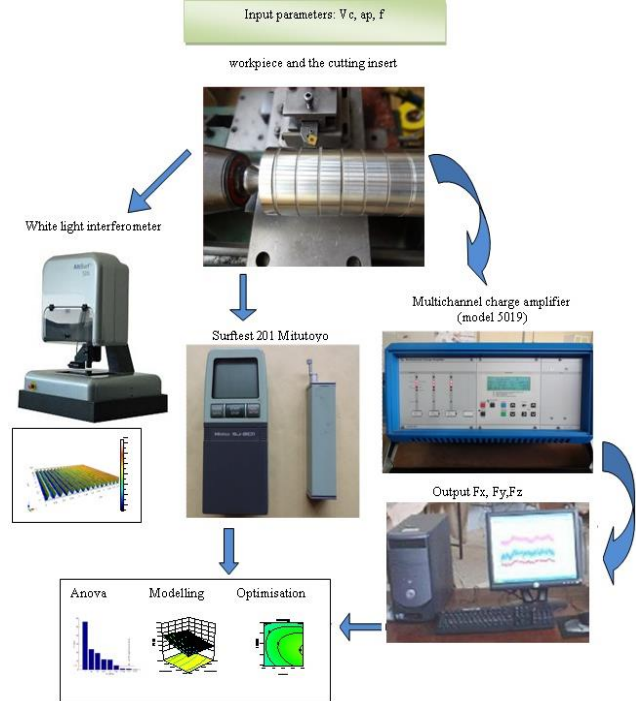 Input parameters: Vc, ap, f
workpiece and the cutting insert
White light interferometer
Multichannel charge amplifier
(model 5019)
Surftest 201 Mitutoyo
Output Fx, Fy,Fz
Anova Modelling Optimisation